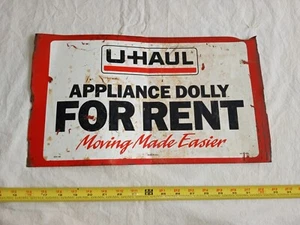 U-HAUL
APPLIANCE DOLLY
FOR RENT
Moving Made Easier